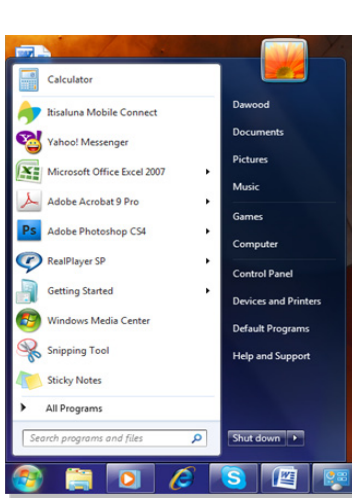 Calculator
Itisaluna Mobile Connect
Yahoo! Messenger
Microsoft Office Excel 2007
Adobe Acrobat 9 Pro
Ps Adobe Photoshop CS4
RealPlayer SP
Getting Started
Windows Media Center
Snipping Tool
Sticky Notes
All Programs
Search programs and files
Dawood
Documents
Pictures
Music
Games
Computer
Control Panel
Devices and Printers
Default Programs
Help and Support
Shut down